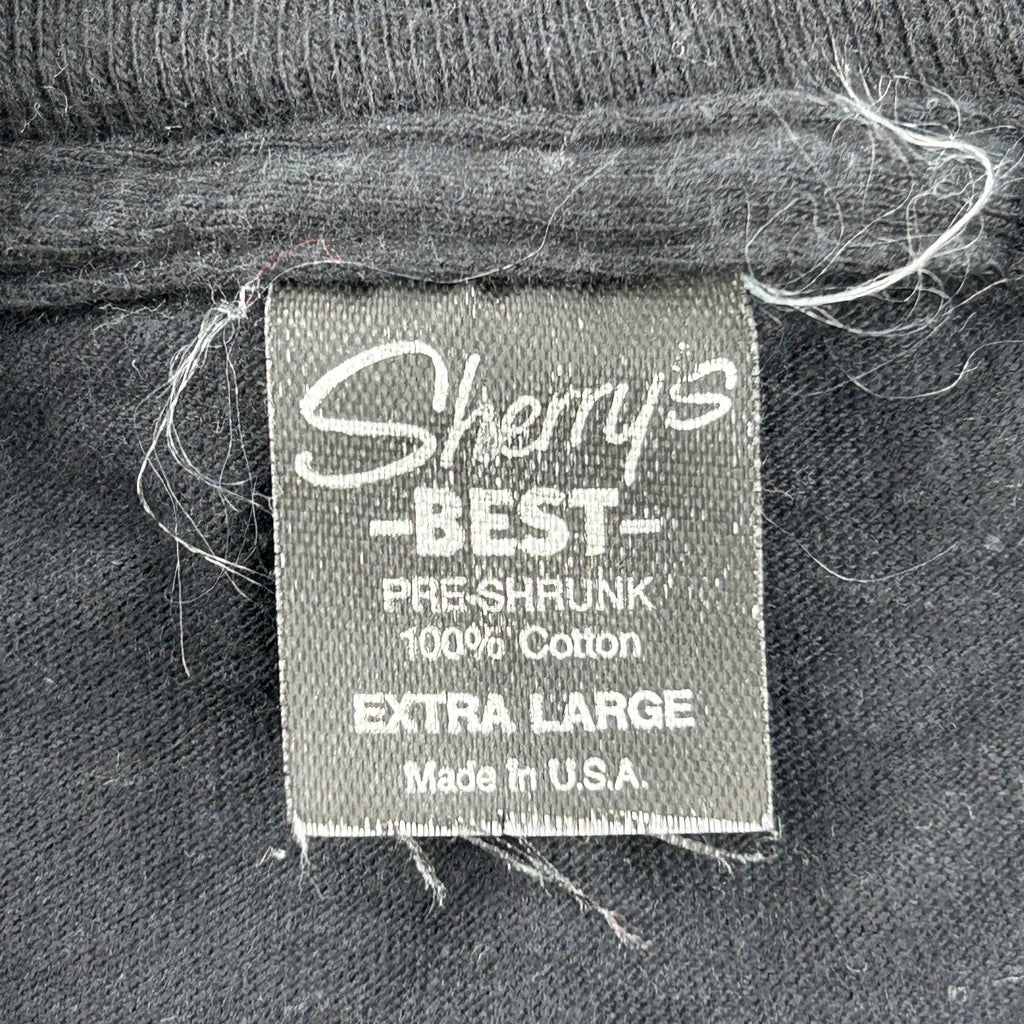 Sherry's
-BEST-
PRE-SHRUNK
100% Cotton
EXTRA LARGE
Made in U.S.A.